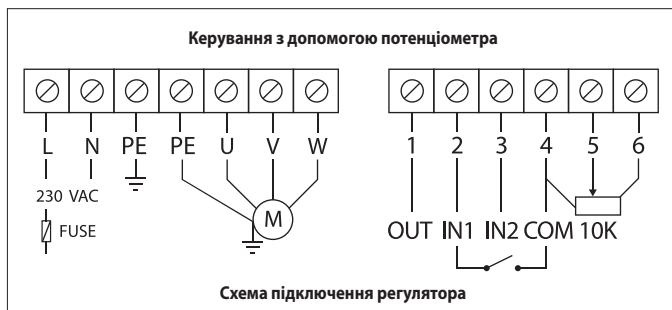 Керування з допомогою потенціометра
L N PE PE U V W 1 2 3 4 5 6
230 VAC
FUSE
M
OUT IN1 IN2 COM 10K
Схема підключення регулятора